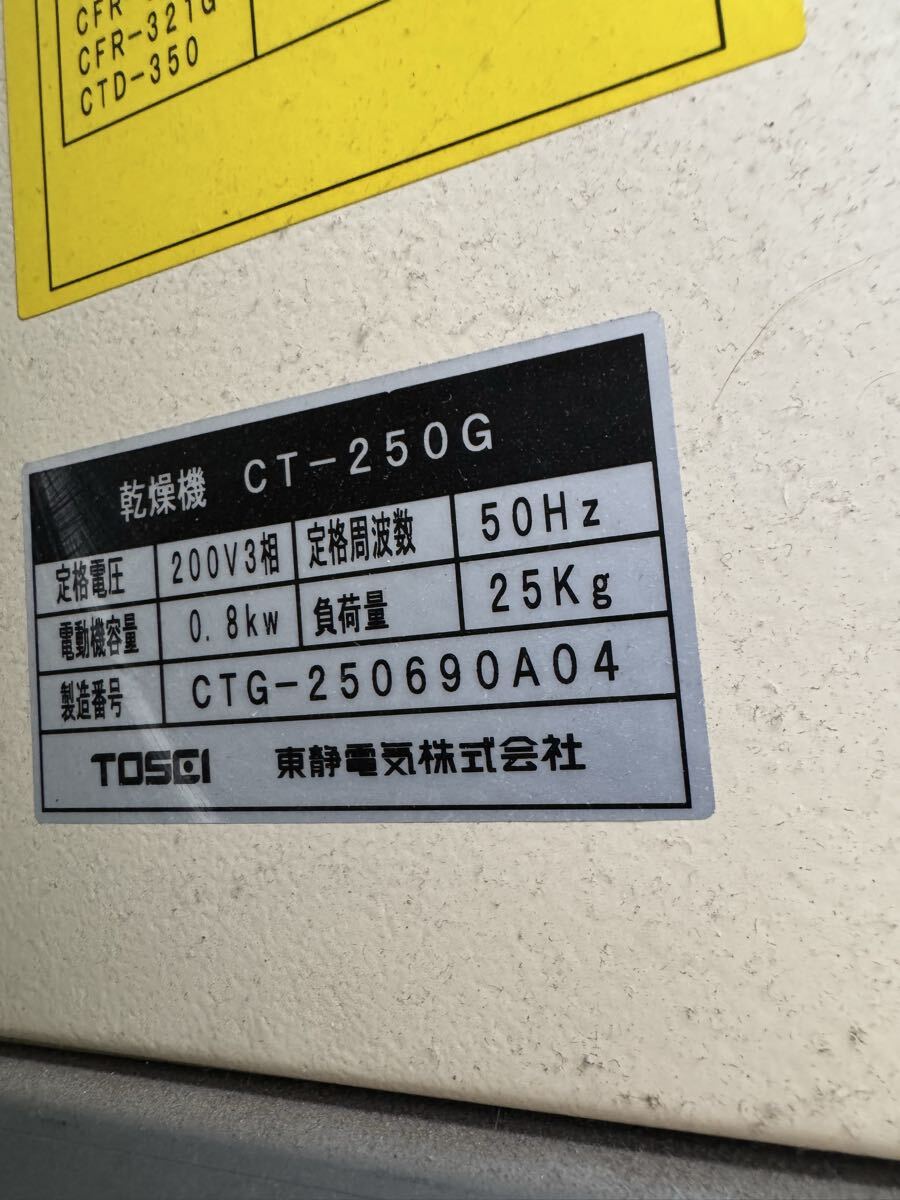 CFR-
CFR-321G
CTD-350
乾燥機 CT-250G
定格電圧 200V3相 定格周波数 50Hz
電動機容量 0.8kw 負荷量 25Kg
製造番号 CTG-250690A04
TOSEI 東静電気株式会社